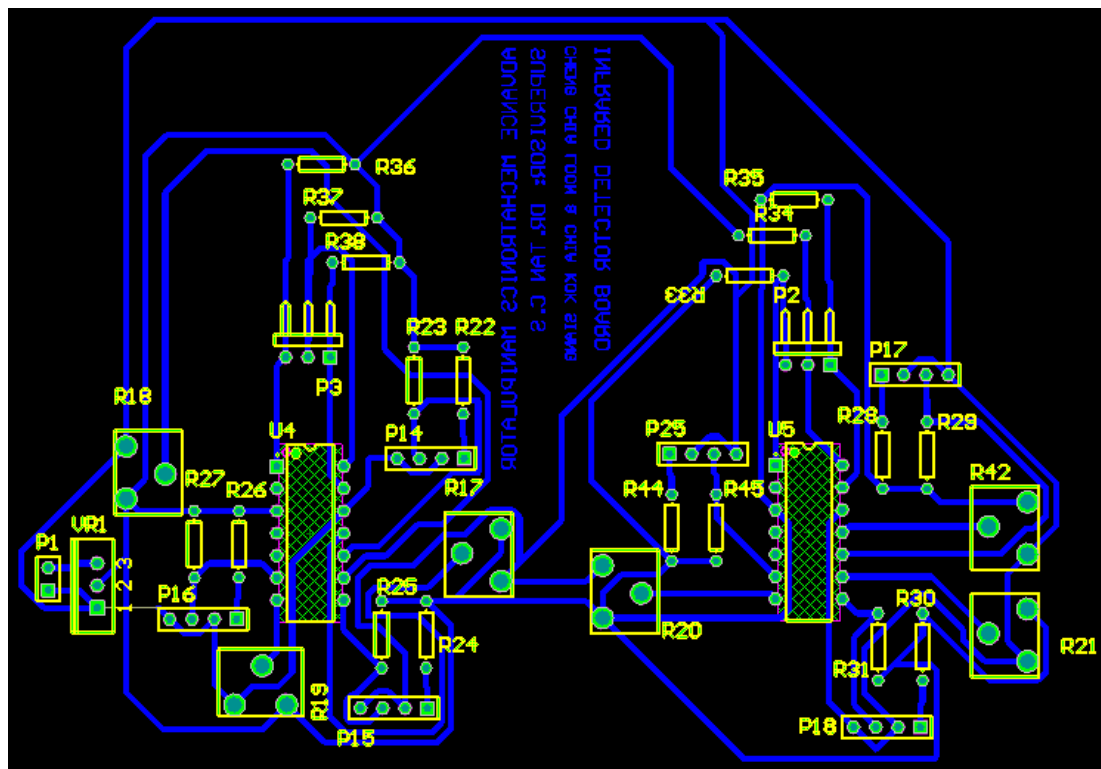 INFRARED DETECTOR BOARD
CHENG CHIA LOON & CHIA KOK SIANG
SUPERVISOR: DR. TAN C.S
ADVANCE MECHATRONICS MANIPULATOR
R36
R37
R38
R35
R34
R33
P2
P3
R23 R22
P17
R18
U4
P14
P25
U5
R28
R29
R27
R26
R17
R44
R45
R42
VR1
P1
3
2
1
P16
R25
R24
R20
R30
R31
R21
R19
P15
P18